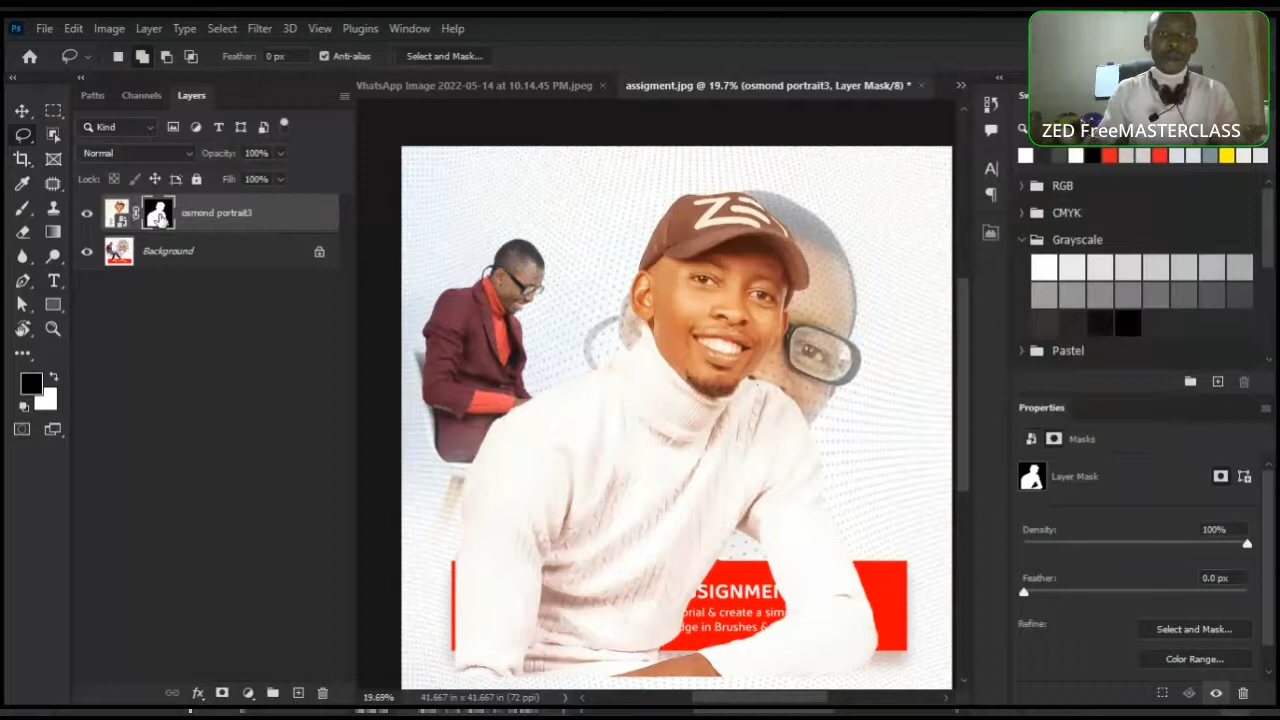 Ps File Edit Image Layer Type Select Filter 3D View Plugins Window Help
Feather: 0 px Anti-alias Select and Mask...
ZED FreeMASTERCLASS
Paths Channels Layers
WhatsApp Image 2022-05-14 at 10.14.45 PM.jpeg × assigment.jpg @ 19.7% (osmond portrait3, Layer Mask/8) * ×
Kind
Normal Opacity: 100%
Lock: Fill: 100%
osmond portrait3
Background
ZE
SSIGNMEN
orial & create a sim
dge in Brushes &
RGB
CMYK
Grayscale
Pastel
Properties
Masks
Layer Mask
Density: 100%
Feather: 0.0 px
Refine:
Select and Mask...
Color Range...
19.69% 41.667 in x 41.667 in (72 ppi)